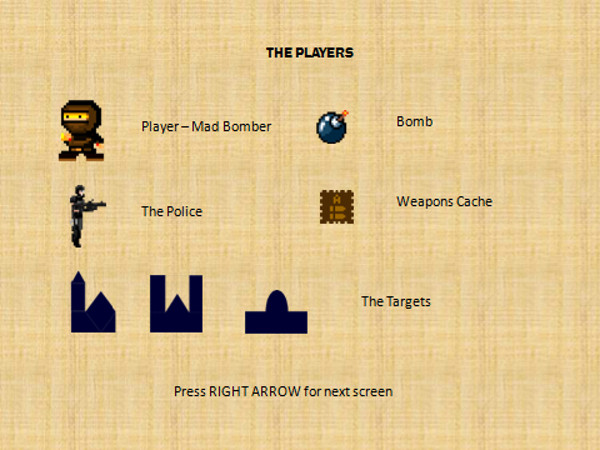 THE PLAYERS
Player – Mad Bomber
Bomb
The Police
Weapons Cache
The Targets
Press RIGHT ARROW for next screen